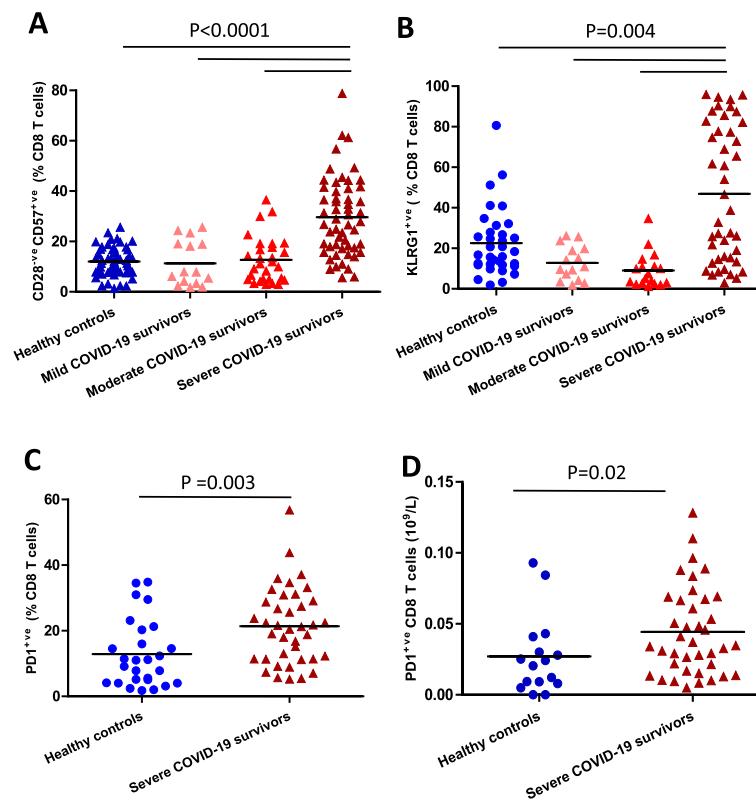 A
P<0.0001
CD28-ve CD57+ve (% CD8 T cells)
80
60
40
20
0
Healthy controls
Mild COVID-19 survivors
Moderate COVID-19 survivors
Severe COVID-19 survivors
B
P=0.004
KLRG1+ve ( % CD8 T cells)
100
80
60
40
20
0
Healthy controls
Mild COVID-19 survivors
Moderate COVID-19 survivors
Severe COVID-19 survivors
C
P =0.003
PD1+ve (% CD8 T cells)
60
40
20
0
Healthy controls
Severe COVID-19 survivors
D
P=0.02
PD1+ve CD8 T cells (10⁹/L)
0.15
0.10
0.05
0.00
Healthy controls
Severe COVID-19 survivors